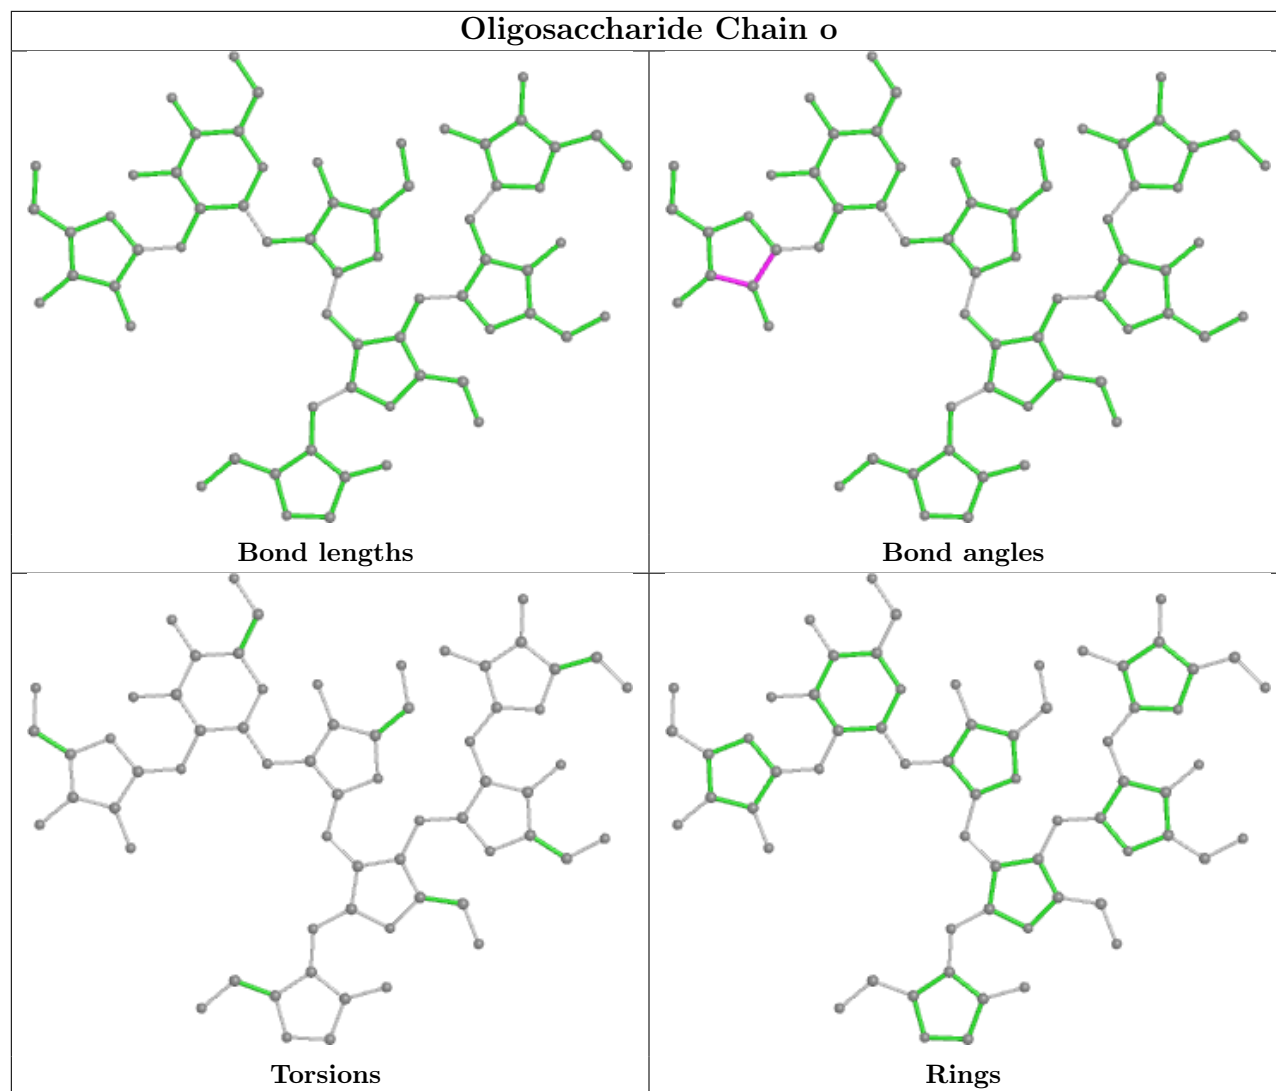 Oligosaccharide Chain o
Bond lengths
Bond angles
Torsions
Rings